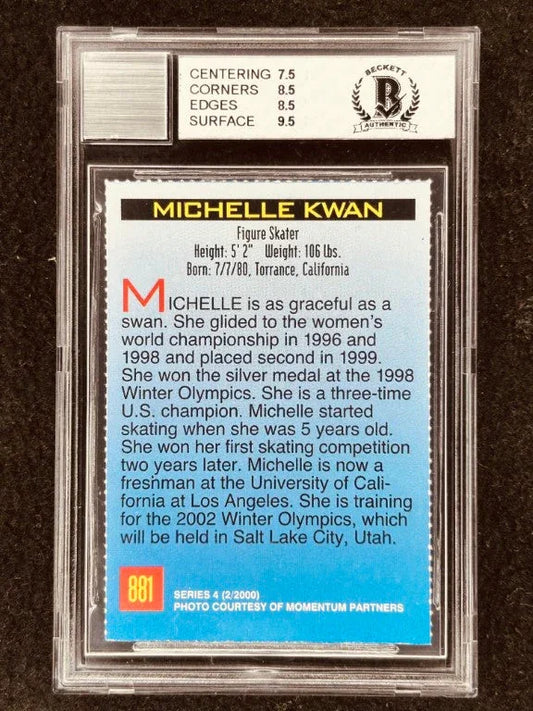 CENTERING 7.5
CORNERS 8.5
EDGES 8.5
SURFACE 9.5
BECKETT
B
AUTHENTIC
MICHELLE KWAN
Figure Skater
Height: 5' 2" Weight: 106 lbs.
Born: 7/7/80, Torrance, California
MICHELLE is as graceful as a
swan. She glided to the women's
world championship in 1996 and
1998 and placed second in 1999.
She won the silver medal at the 1998
Winter Olympics. She is a three-time
U.S. champion. Michelle started
skating when she was 5 years old.
She won her first skating competition
two years later. Michelle is now a
freshman at the University of Cali-
fornia at Los Angeles. She is training
for the 2002 Winter Olympics, which
will be held in Salt Lake City, Utah.
881
SERIES 4 (2/2000)
PHOTO COURTESY OF MOMENTUM PARTNERS